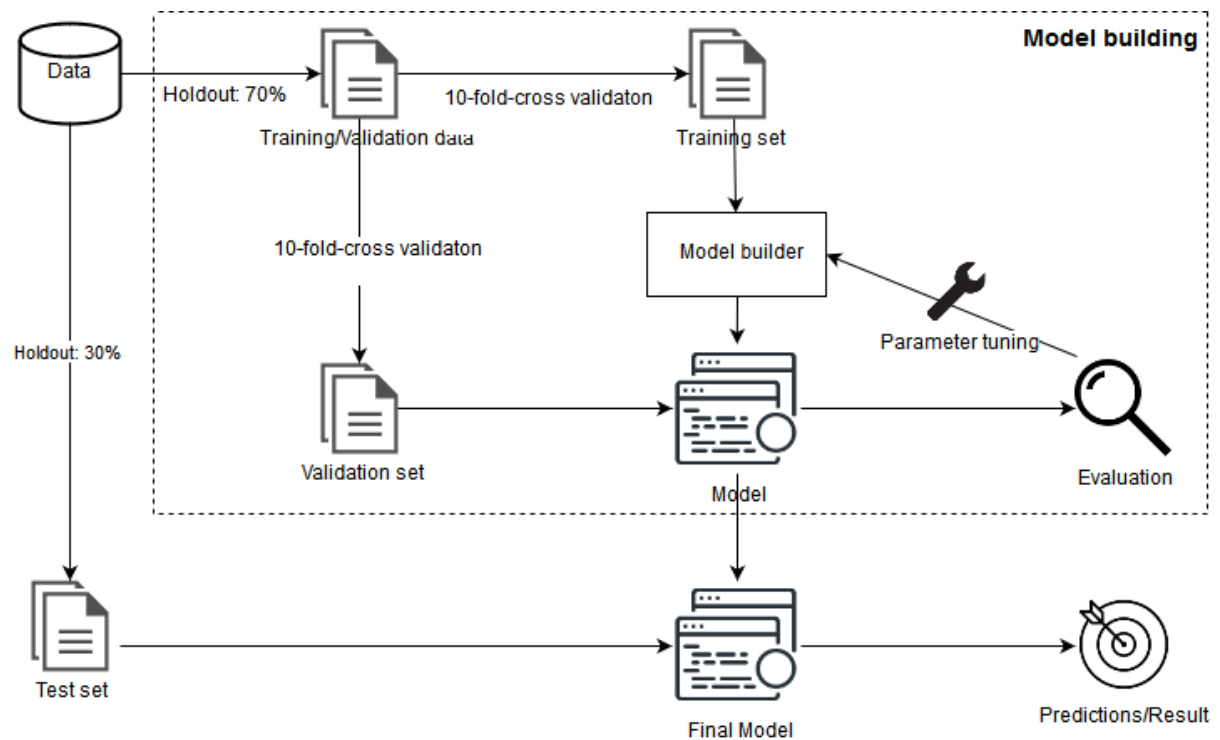 Model building
Data
Holdout: 70%
10-fold-cross validaton
Training/Validation data
Training set
10-fold-cross validaton
Model builder
Parameter tuning
Holdout: 30%
Validation set
Model
Evaluation
Test set
Final Model
Predictions/Result